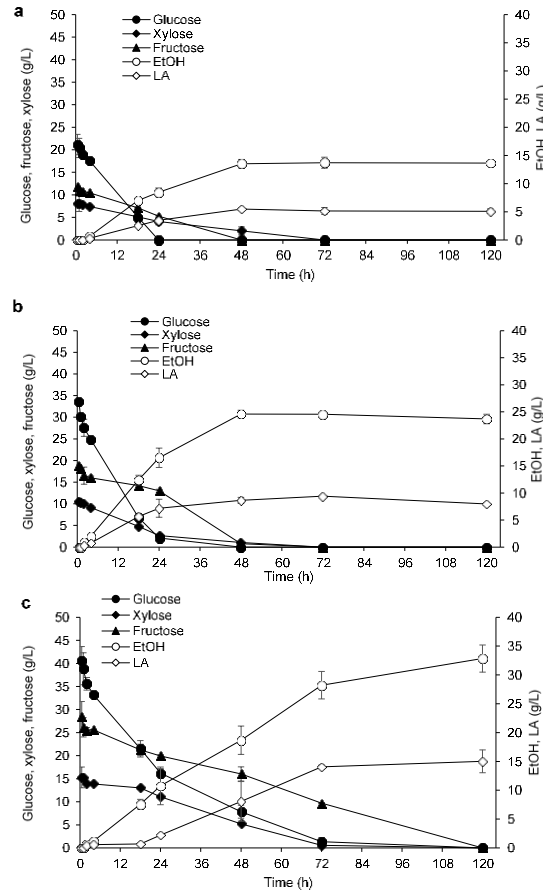 a
Glucose
Xylose
Fructose
EtOH
LA
Glucose, fructose, xylose (g/L)
50
45
40
35
30
25
20
15
10
5
0
40
35
30
25
20
15
10
5
0
EtOH, LA (g/L)
0 12 24 36 48 60 72 84 96 108 120
Time (h)
b
Glucose
Xylose
Fructose
EtOH
LA
Glucose, xylose, fructose (g/L)
50
45
40
35
30
25
20
15
10
5
0
40
35
30
25
20
15
10
5
0
EtOH, LA (g/L)
0 12 24 36 48 60 72 84 96 108 120
Time (h)
c
Glucose
Xylose
Fructose
EtOH
LA
Glucose, xylose, fructose (g/L)
50
45
40
35
30
25
20
15
10
5
0
40
35
30
25
20
15
10
5
0
EtOH, LA (g/L)
0 12 24 36 48 60 72 84 96 108 120
Time (h)